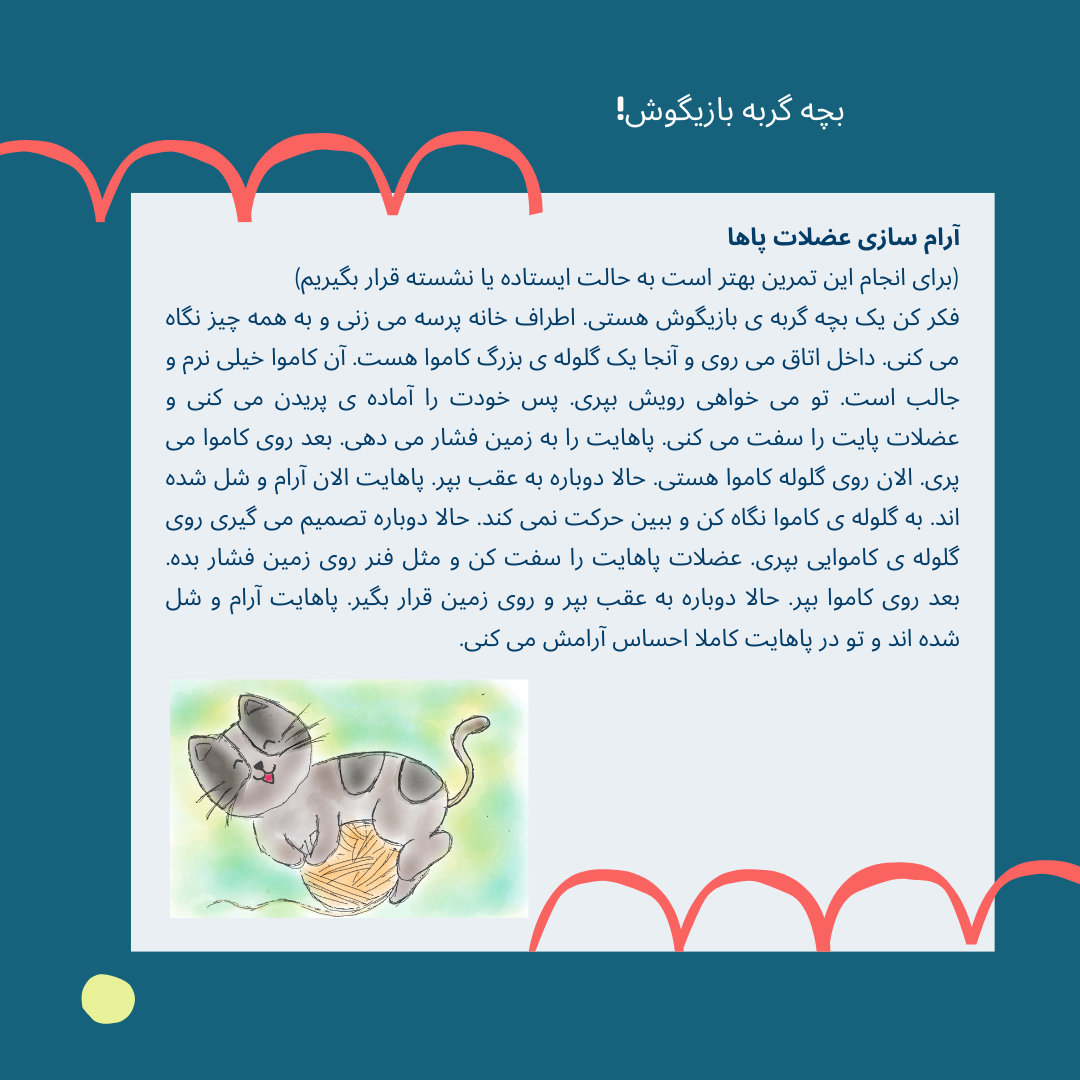 بچه گربه بازیگوش!
آرام سازی عضلات پاها
(برای انجام این تمرین بهتر است به حالت ایستاده یا نشسته قرار بگیریم)
فکر کن یک بچه گربه ی بازیگوش هستی. اطراف خانه پرسه می زنی و به همه چیز نگاه
می کنی. داخل اتاق می روی و آنجا یک گلوله ی بزرگ کاموا هست. آن کاموا خیلی نرم و
جالب است. تو می خواهی رویش بپری. پس خودت را آماده ی پریدن می کنی و
عضلات پایت را سفت می کنی. پاهایت را به زمین فشار می دهی. بعد روی کاموا می
پری. الان روی گلوله کاموا هستی. حالا دوباره به عقب بپر. پاهایت الان آرام و شل شده
اند. به گلوله ی کاموا نگاه کن و ببین حرکت نمی کند. حالا دوباره تصمیم می گیری روی
گلوله ی کاموایی بپری. عضلات پاهایت را سفت کن و مثل فنر روی زمین فشار بده.
بعد روی کاموا بپر. حالا دوباره به عقب بپر و روی زمین قرار بگیر. پاهایت آرام و شل
شده اند و تو در پاهایت کاملا احساس آرامش می کنی.